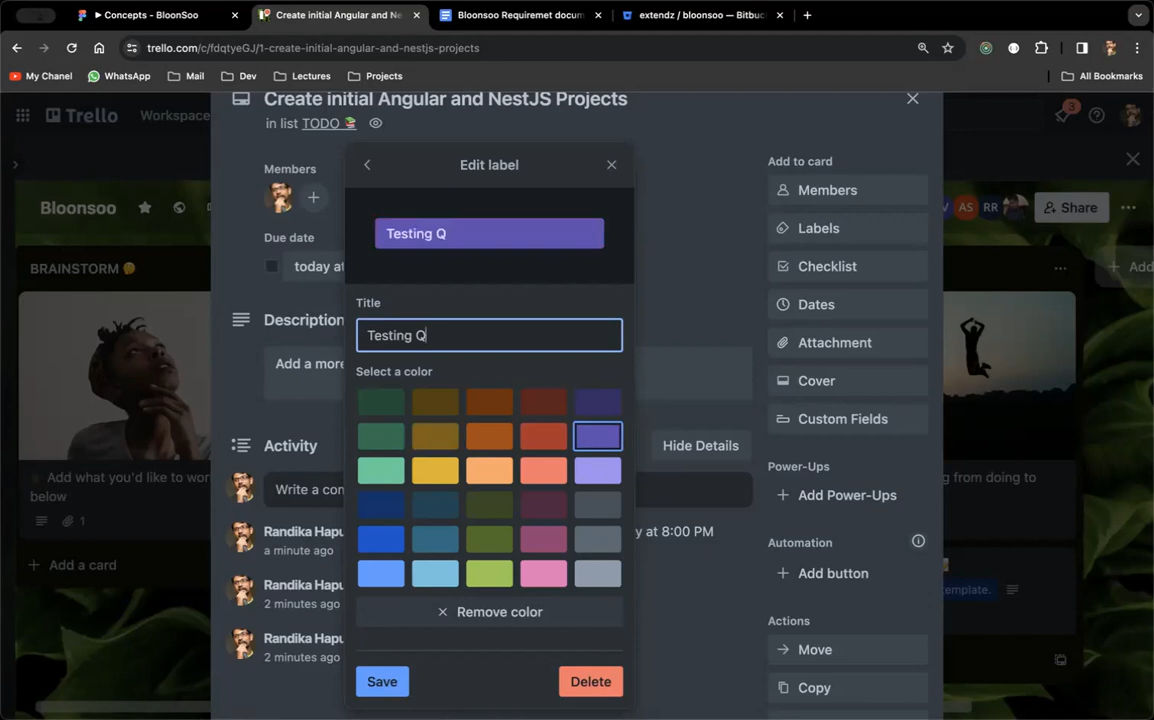 Concepts - BloonSoo
Create initial Angular and Ne
Bloonsoo Requiremet docum
extendz / bloonsoo — Bitbuc
trello.com/c/fdqtyeGJ/1-create-initial-angular-and-nestjs-projects
My Chanel
WhatsApp
Mail
Dev
Lectures
Projects
All Bookmarks
Trello
Workspace
3
Create initial Angular and NestJS Projects
in list TODO
Members
Due date
today at
Description
Add a more
Activity
Hide Details
Write a con
Randika Hapu
y at 8:00 PM
a minute ago
Randika Hapu
2 minutes ago
Randika Hapu
2 minutes ago
Edit label
Testing Q
Title
Testing Q
Select a color
Remove color
Save
Delete
Add to card
Members
Labels
Checklist
Dates
Attachment
Cover
Custom Fields
Power-Ups
Add Power-Ups
Automation
Add button
Actions
Move
Copy
Bloonsoo
V
AS
RR
Share
BRAINSTORM
Add what you'd like to wor
below
1
Add a card
Add
g from doing to
template.